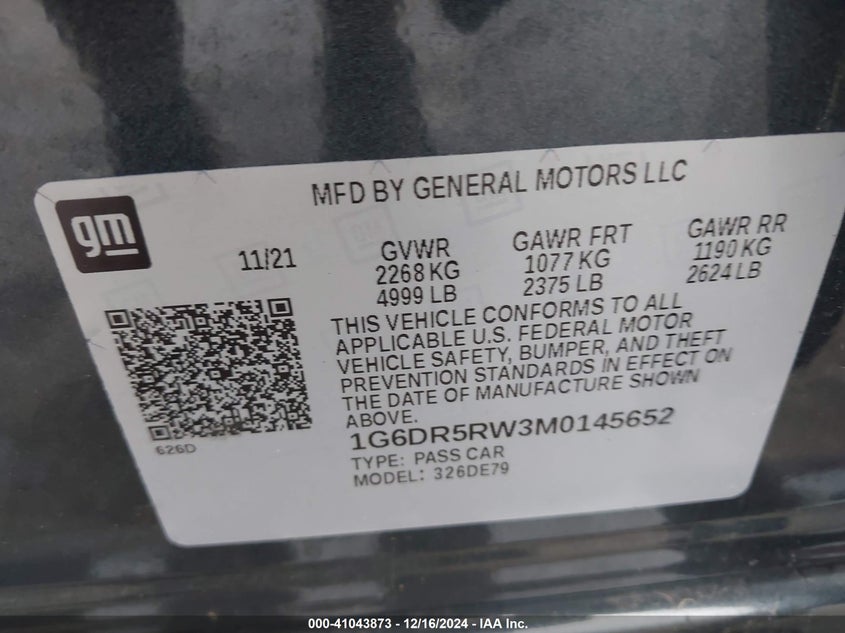 MFD BY GENERAL MOTORS LLC
gm
11/21
GVWR
2268 KG
4999 LB
GAWR FRT
1077 KG
2375 LB
GAWR RR
1190 KG
2624 LB
THIS VEHICLE CONFORMS TO ALL
APPLICABLE U.S. FEDERAL MOTOR
VEHICLE SAFETY, BUMPER, AND THEFT
PREVENTION STANDARDS IN EFFECT ON
THE DATE OF MANUFACTURE SHOWN
ABOVE.
626D
1G6DR5RW3M0145652
TYPE: PASS CAR
MODEL: 326DE79
000-41043873 - 12/16/2024 - IAAI Inc.